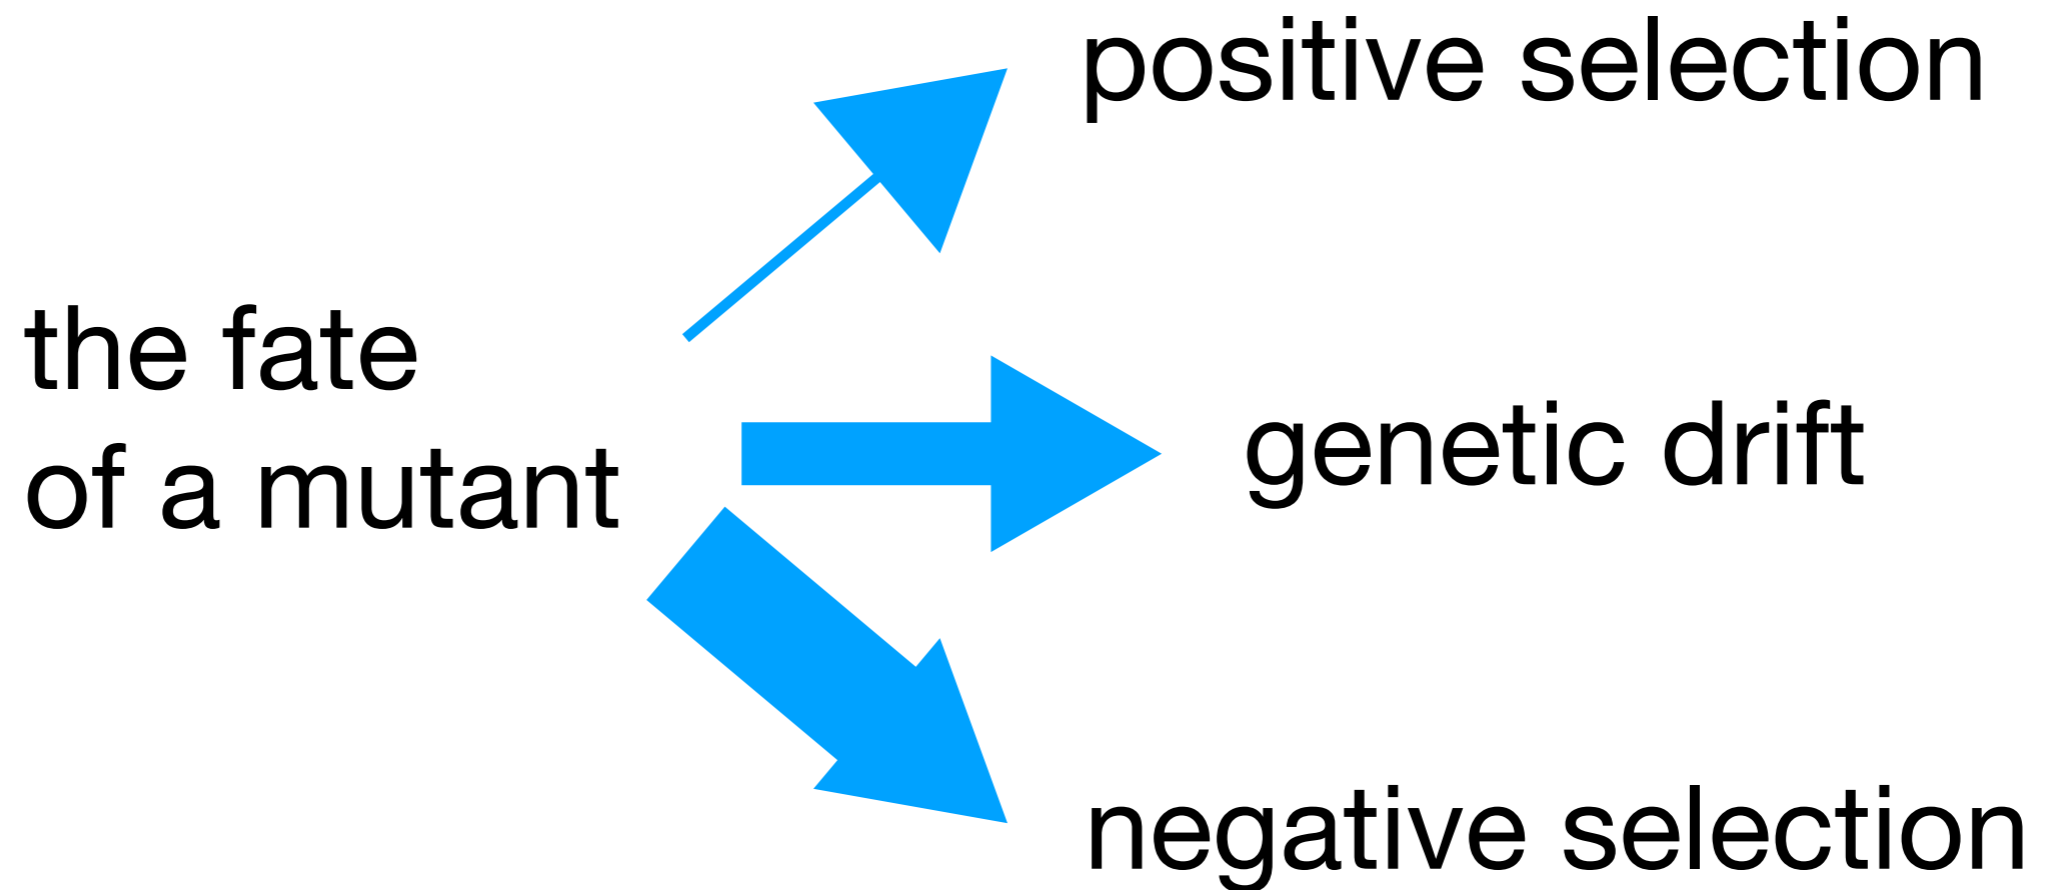 positive selection
the fate
of a mutant
genetic drift
negative selection